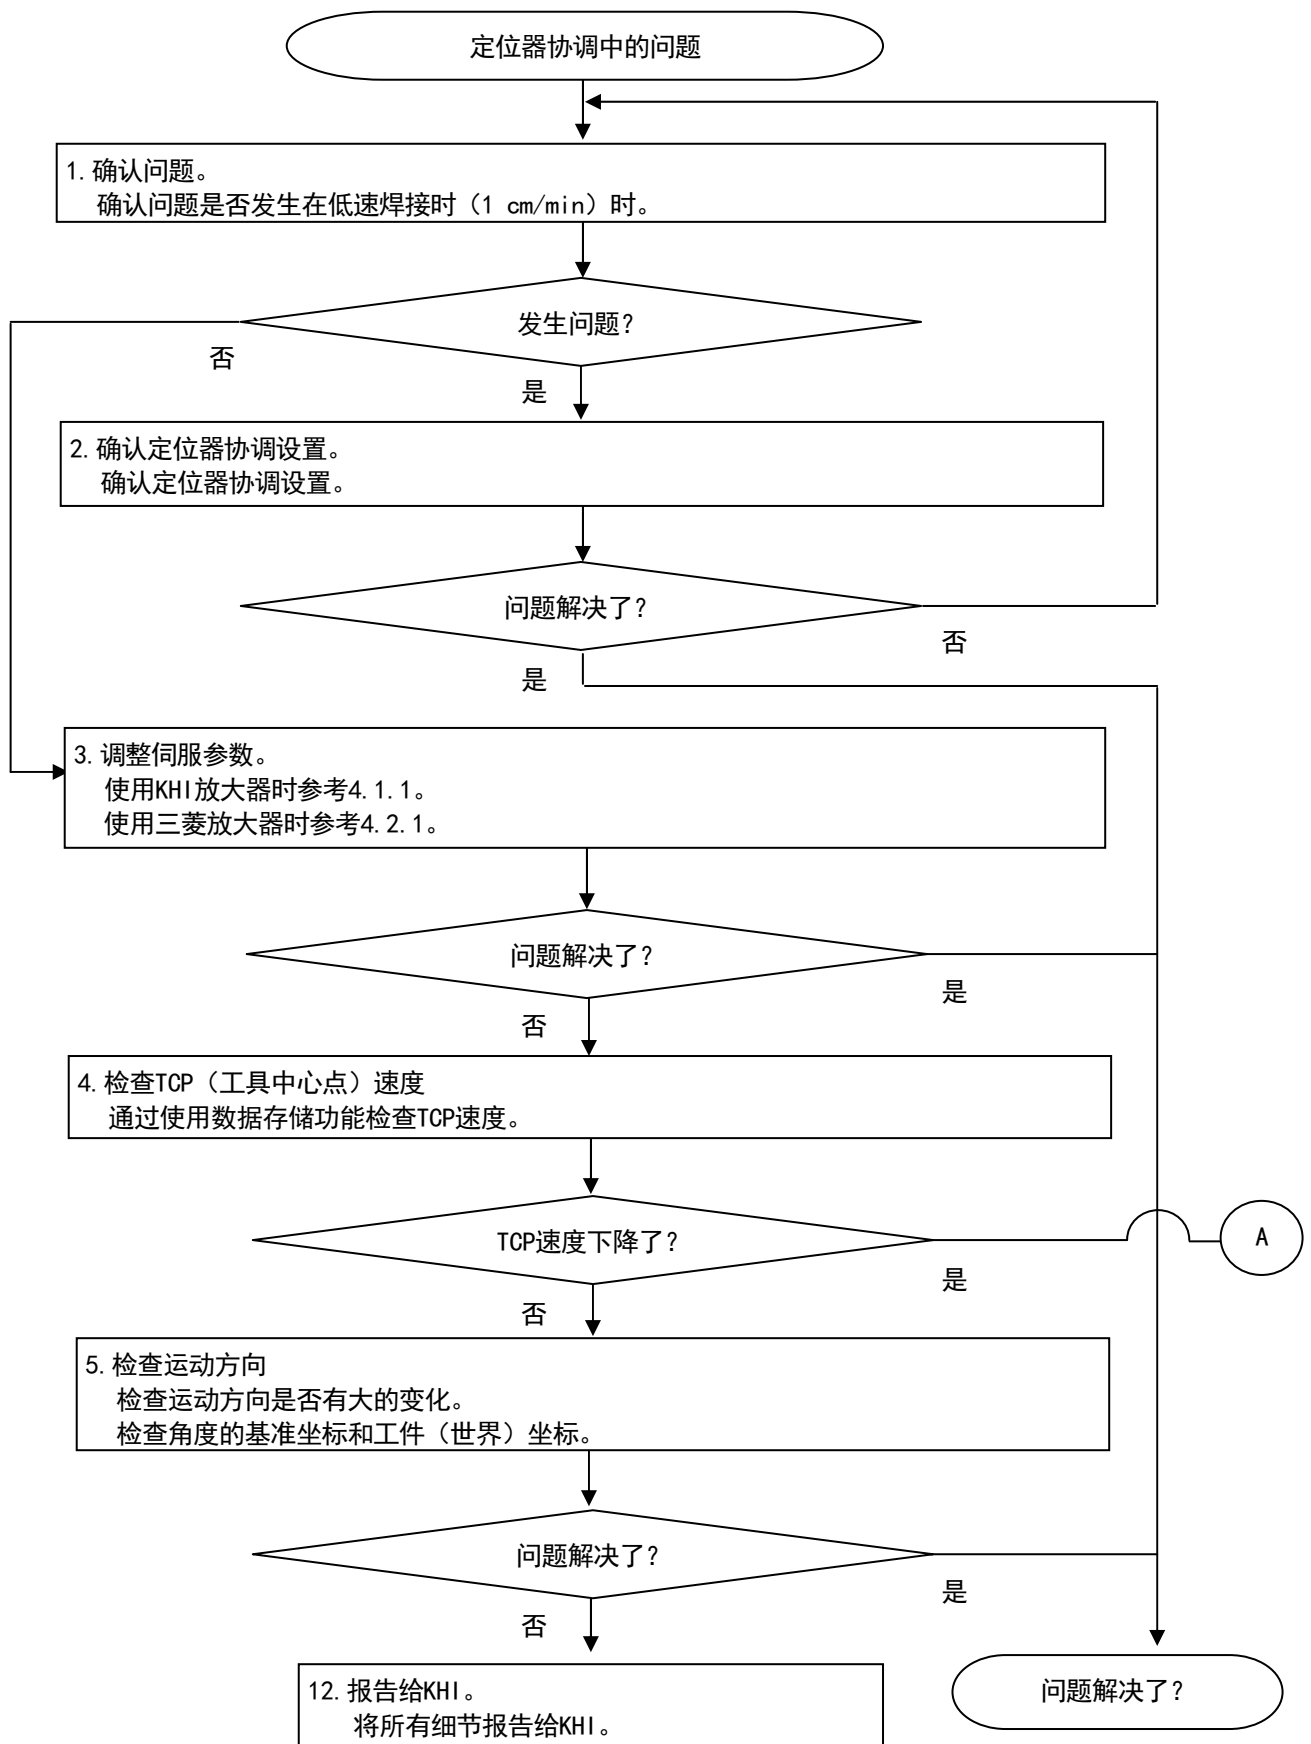 定位器协调中的问题
1. 确认问题。
确认问题是否发生在低速焊接时（1 cm/min）时。
发生问题？
否
是
2. 确认定位器协调设置。
确认定位器协调设置。
问题解决了？
否
是
3. 调整伺服参数。
使用KHI放大器时参考4.1.1。
使用三菱放大器时参考4.2.1。
问题解决了？
是
否
4. 检查TCP（工具中心点）速度
通过使用数据存储功能检查TCP速度。
TCP速度下降了？
A
是
否
5. 检查运动方向
检查运动方向是否有大的变化。
检查角度的基准坐标和工件（世界）坐标。
问题解决了？
是
否
12. 报告给KHI。
将所有细节报告给KHI。
问题解决了？